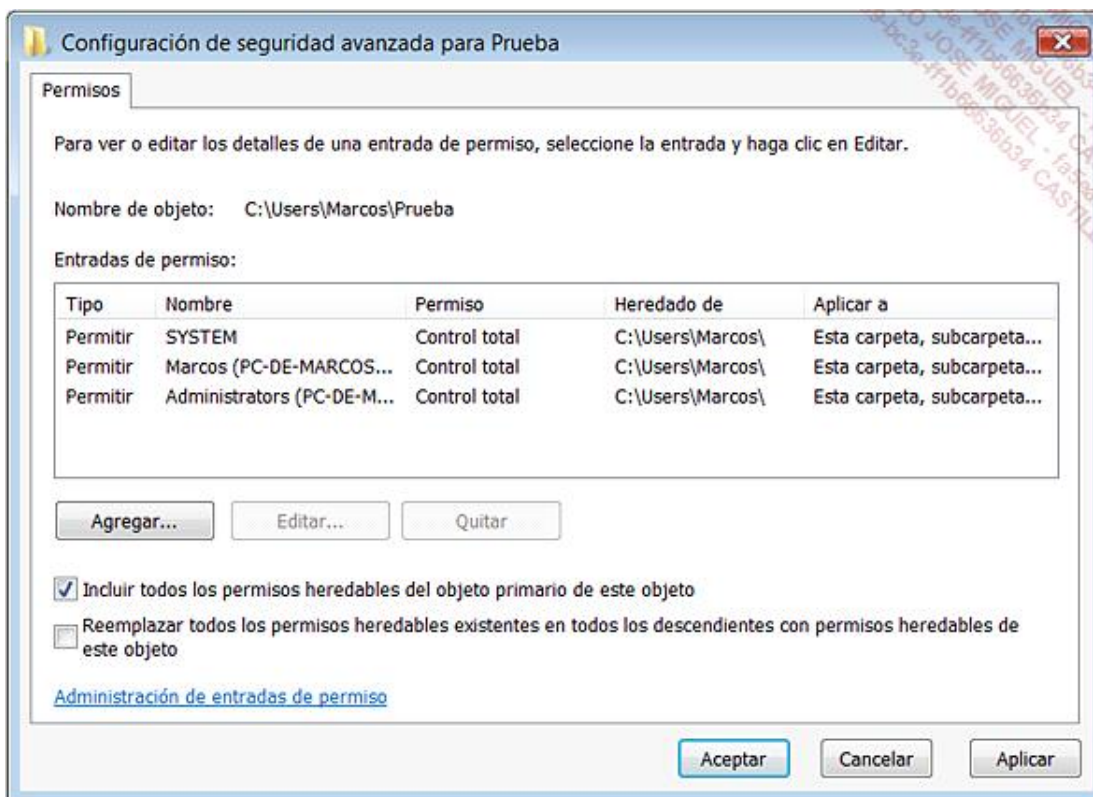 Configuración de seguridad avanzada para Prueba
Permisos
Para ver o editar los detalles de una entrada de permiso, seleccione la entrada y haga clic en Editar.
Nombre de objeto: C:\Users\Marcos\Prueba
Entradas de permiso:
Tipo Nombre Permiso Heredado de Aplicar a
Permitir SYSTEM Control total C:\Users\Marcos\ Esta carpeta, subcarpeta...
Permitir Marcos (PC-DE-MARCOS... Control total C:\Users\Marcos\ Esta carpeta, subcarpeta...
Permitir Administrators (PC-DE-M... Control total C:\Users\Marcos\ Esta carpeta, subcarpeta...
Agregar... Editar... Quitar
Incluir todos los permisos heredables del objeto primario de este objeto
Reemplazar todos los permisos heredables existentes en todos los descendientes con permisos heredables de
este objeto
Administración de entradas de permiso
Aceptar Cancelar Aplicar